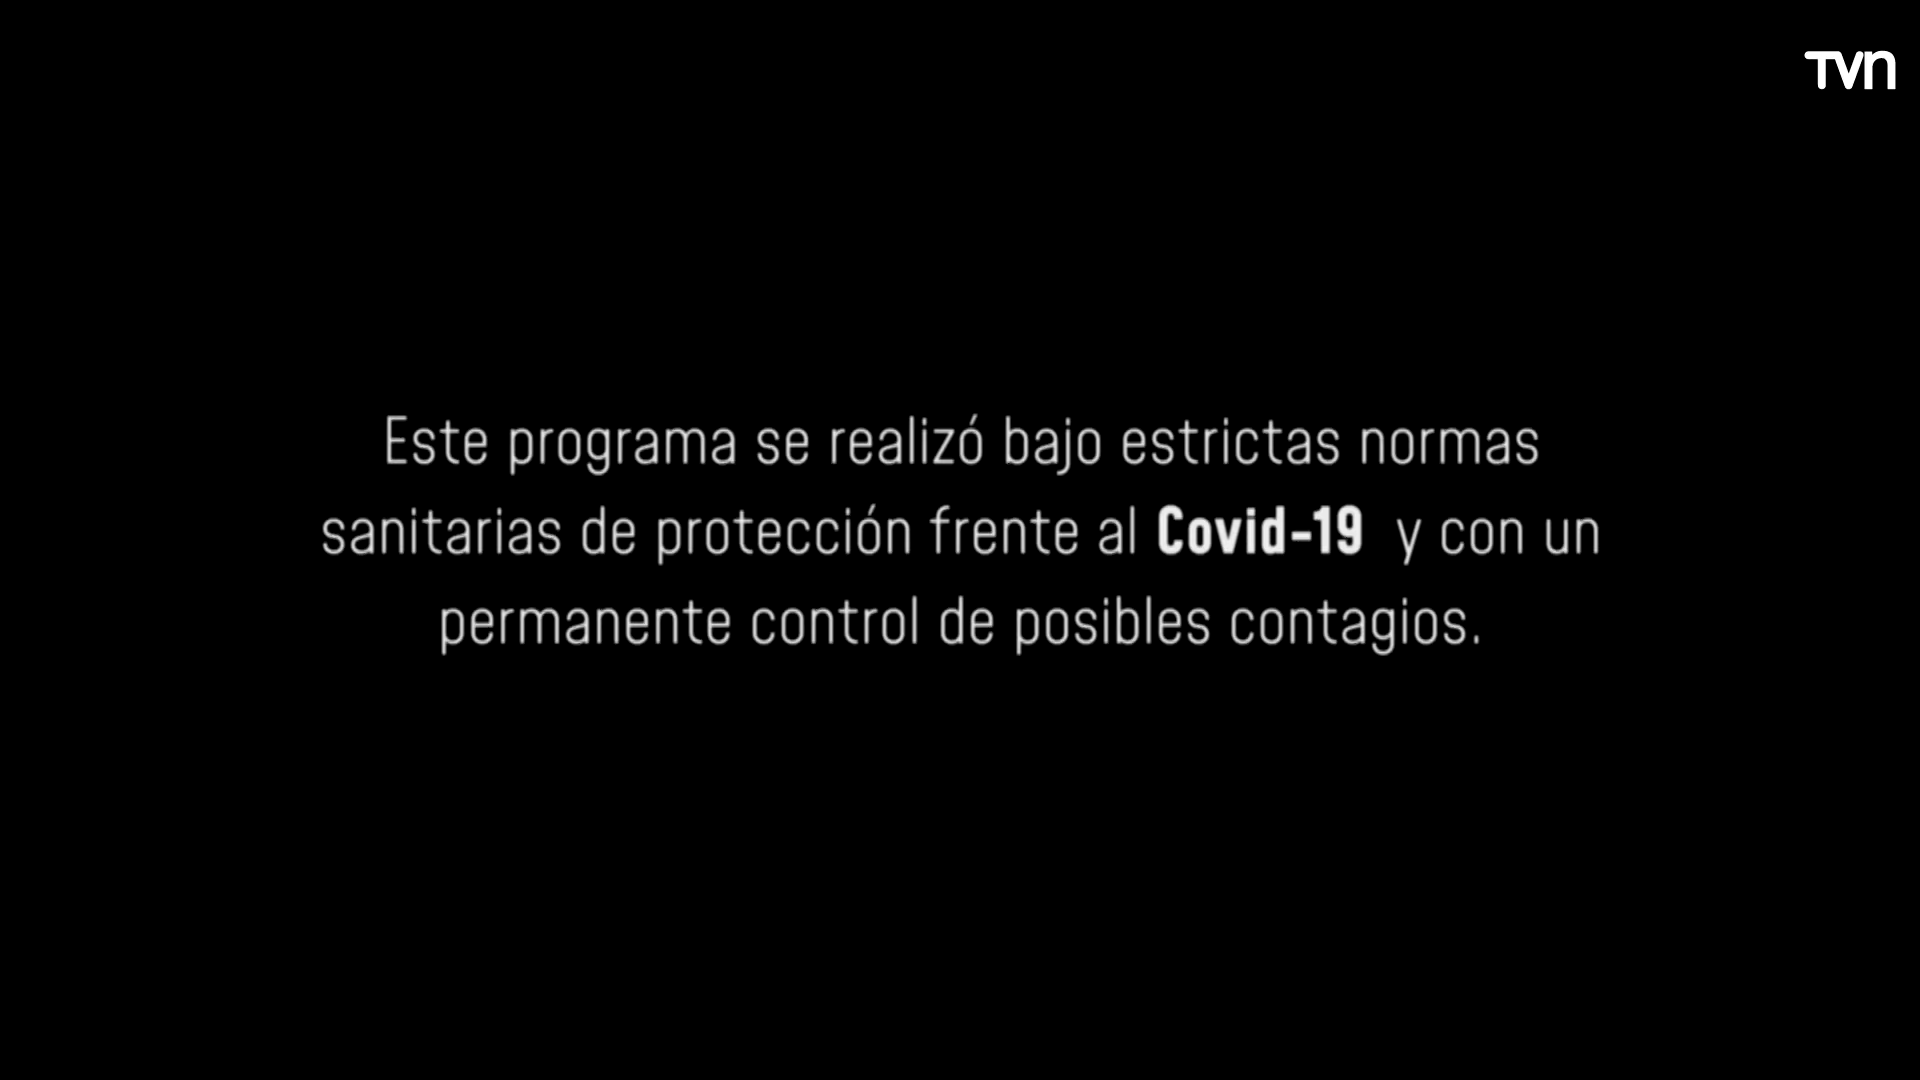 TVN
Este programa se realizó bajo estrictas normas
sanitarias de protección frente al Covid-19 y con un
permanente control de posibles contagios.